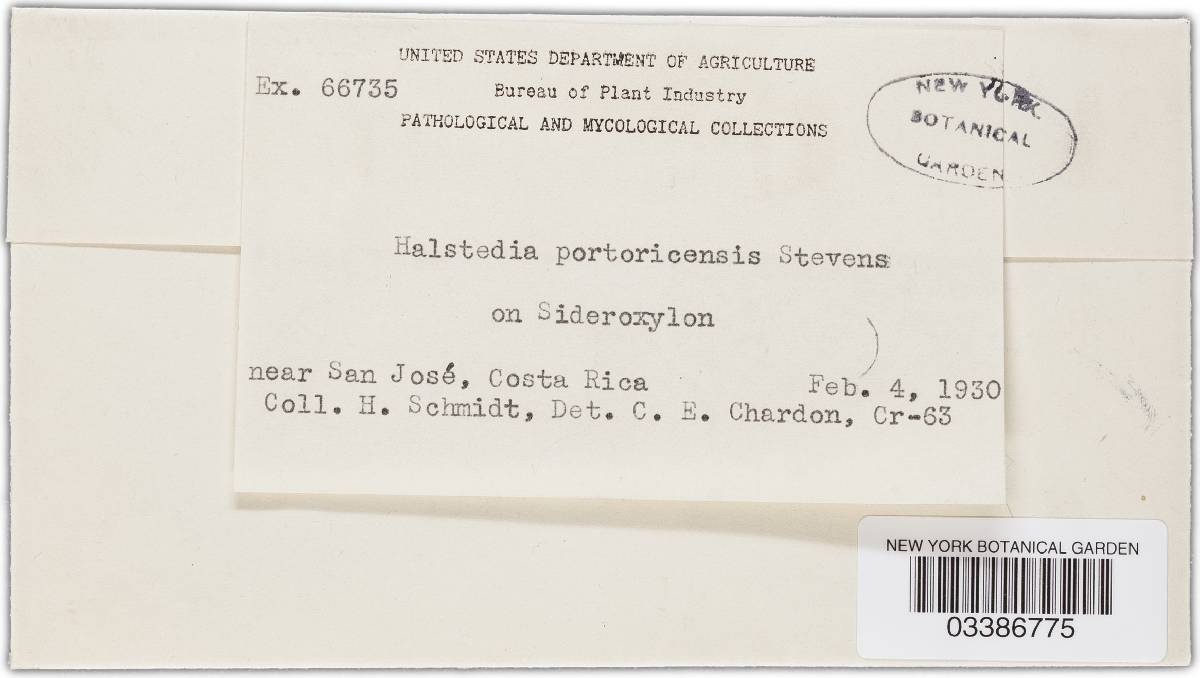 UNITED STATES DEPARTMENT OF AGRICULTURE
Ex. 66735
Bureau of Plant Industry
PATHOLOGICAL AND MYCOLOGICAL COLLECTIONS
NEW YORK
BOTANICAL
GARDEN
Halstedia portoricensis Stevens
on Sideroxylon
near San José, Costa Rica Feb. 4, 1930
Coll. H. Schmidt, Det. C. E. Chardon, Cr-63
NEW YORK BOTANICAL GARDEN
03386775